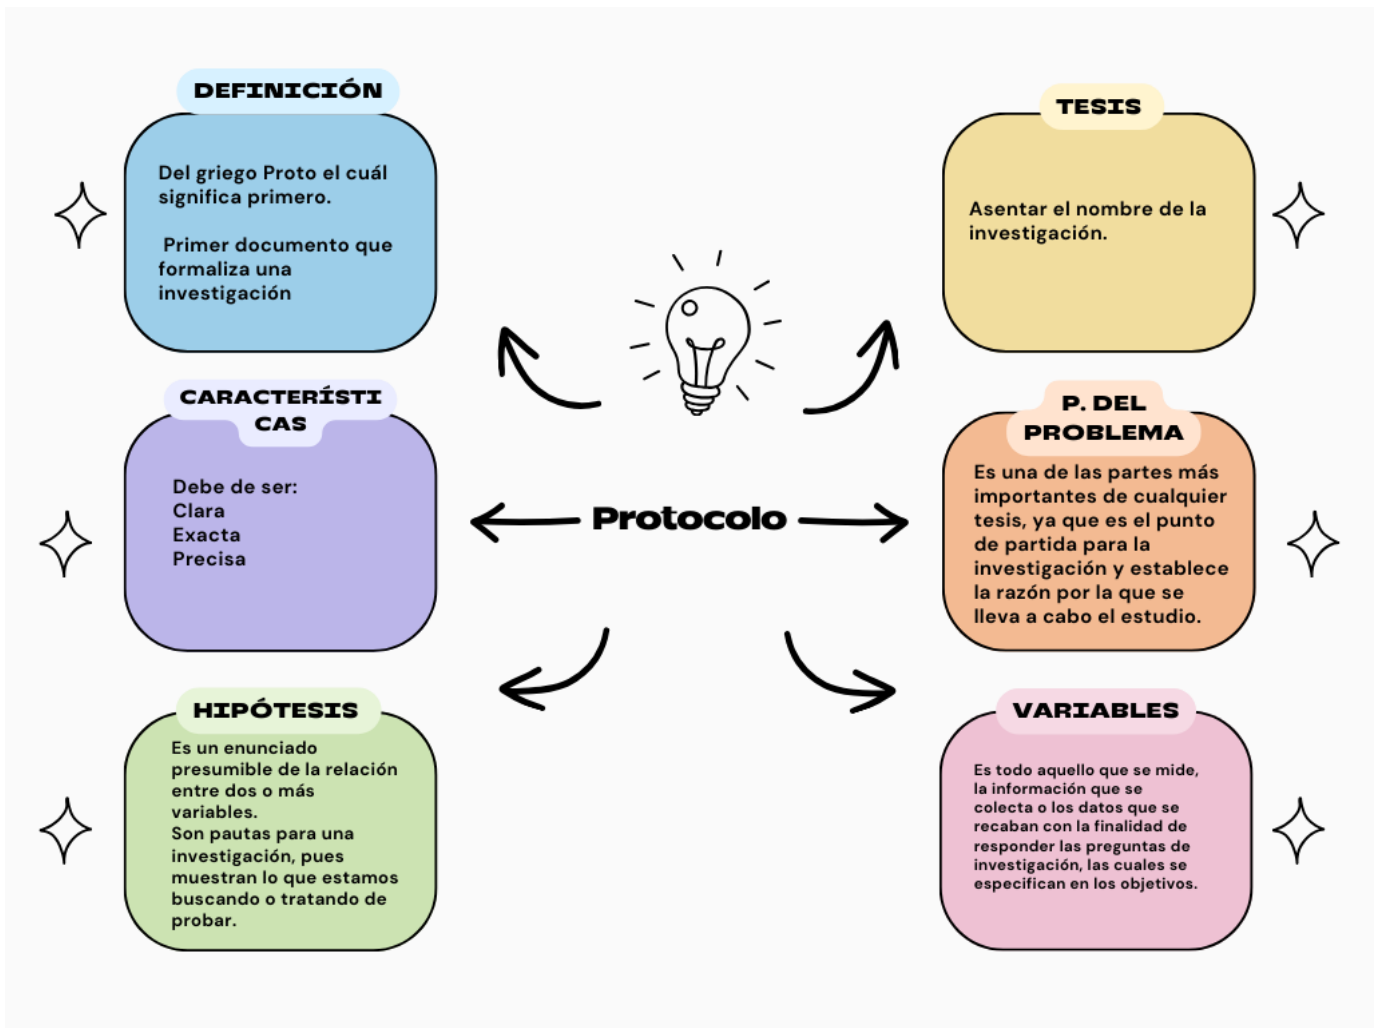 DEFINICIÓN
Del griego Proto el cuál
significa primero.
Primer documento que
formaliza una
investigación
CARACTERÍSTI
CAS
Debe de ser:
Clara
Exacta
Precisa
HIPÓTESIS
Es un enunciado
presumible de la relación
entre dos o más
variables.
Son pautas para una
investigación, pues
muestran lo que estamos
buscando o tratando de
probar.
Protocolo
TESIS
Asentar el nombre de la
investigación.
P. DEL
PROBLEMA
Es una de las partes más
importantes de cualquier
tesis, ya que es el punto
de partida para la
investigación y establece
la razón por la que se
lleva a cabo el estudio.
VARIABLES
Es todo aquello que se mide,
la información que se
colecta o los datos que se
recaban con la finalidad de
responder las preguntas de
investigación, las cuales se
especifican en los objetivos.